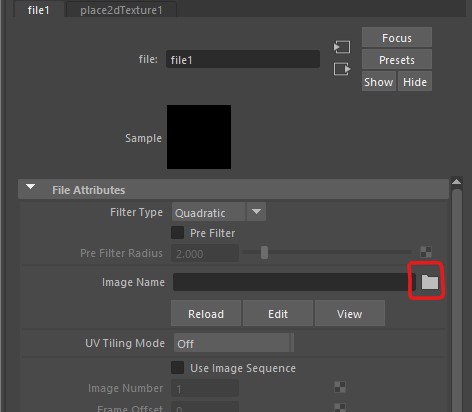 file1 place2dTexture1
Focus
file: file1
Presets
Show Hide
Sample
File Attributes
Filter Type Quadratic
Pre Filter
Pre Filter Radius 2.000
Image Name
Reload Edit View
UV Tiling Mode Off
Use Image Sequence
Image Number 1
Frame Offset 0